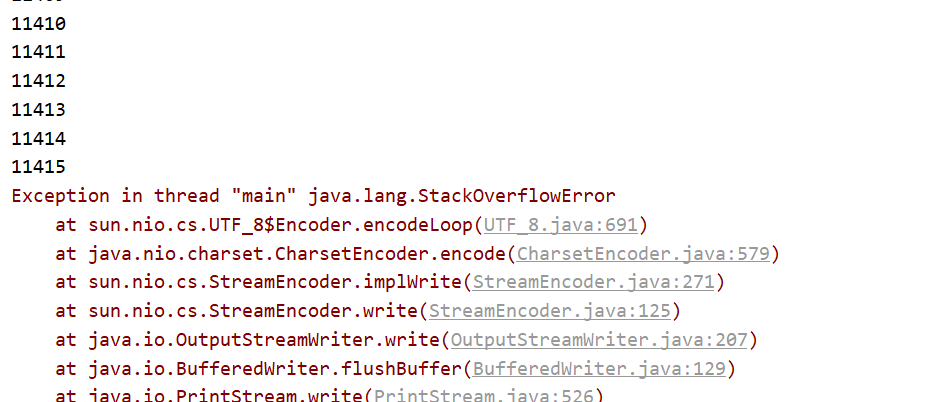 11410
11411
11412
11413
11414
11415
Exception in thread "main" java.lang.StackOverflowError
    at sun.nio.cs.UTF_8$Encoder.encodeLoop(UTF_8.java:691)
    at java.nio.charset.CharsetEncoder.encode(CharsetEncoder.java:579)
    at sun.nio.cs.StreamEncoder.implWrite(StreamEncoder.java:271)
    at sun.nio.cs.StreamEncoder.write(StreamEncoder.java:125)
    at java.io.OutputStreamWriter.write(OutputStreamWriter.java:207)
    at java.io.BufferedWriter.flushBuffer(BufferedWriter.java:129)
    at java.io.PrintStream.write(PrintStream.java:526)